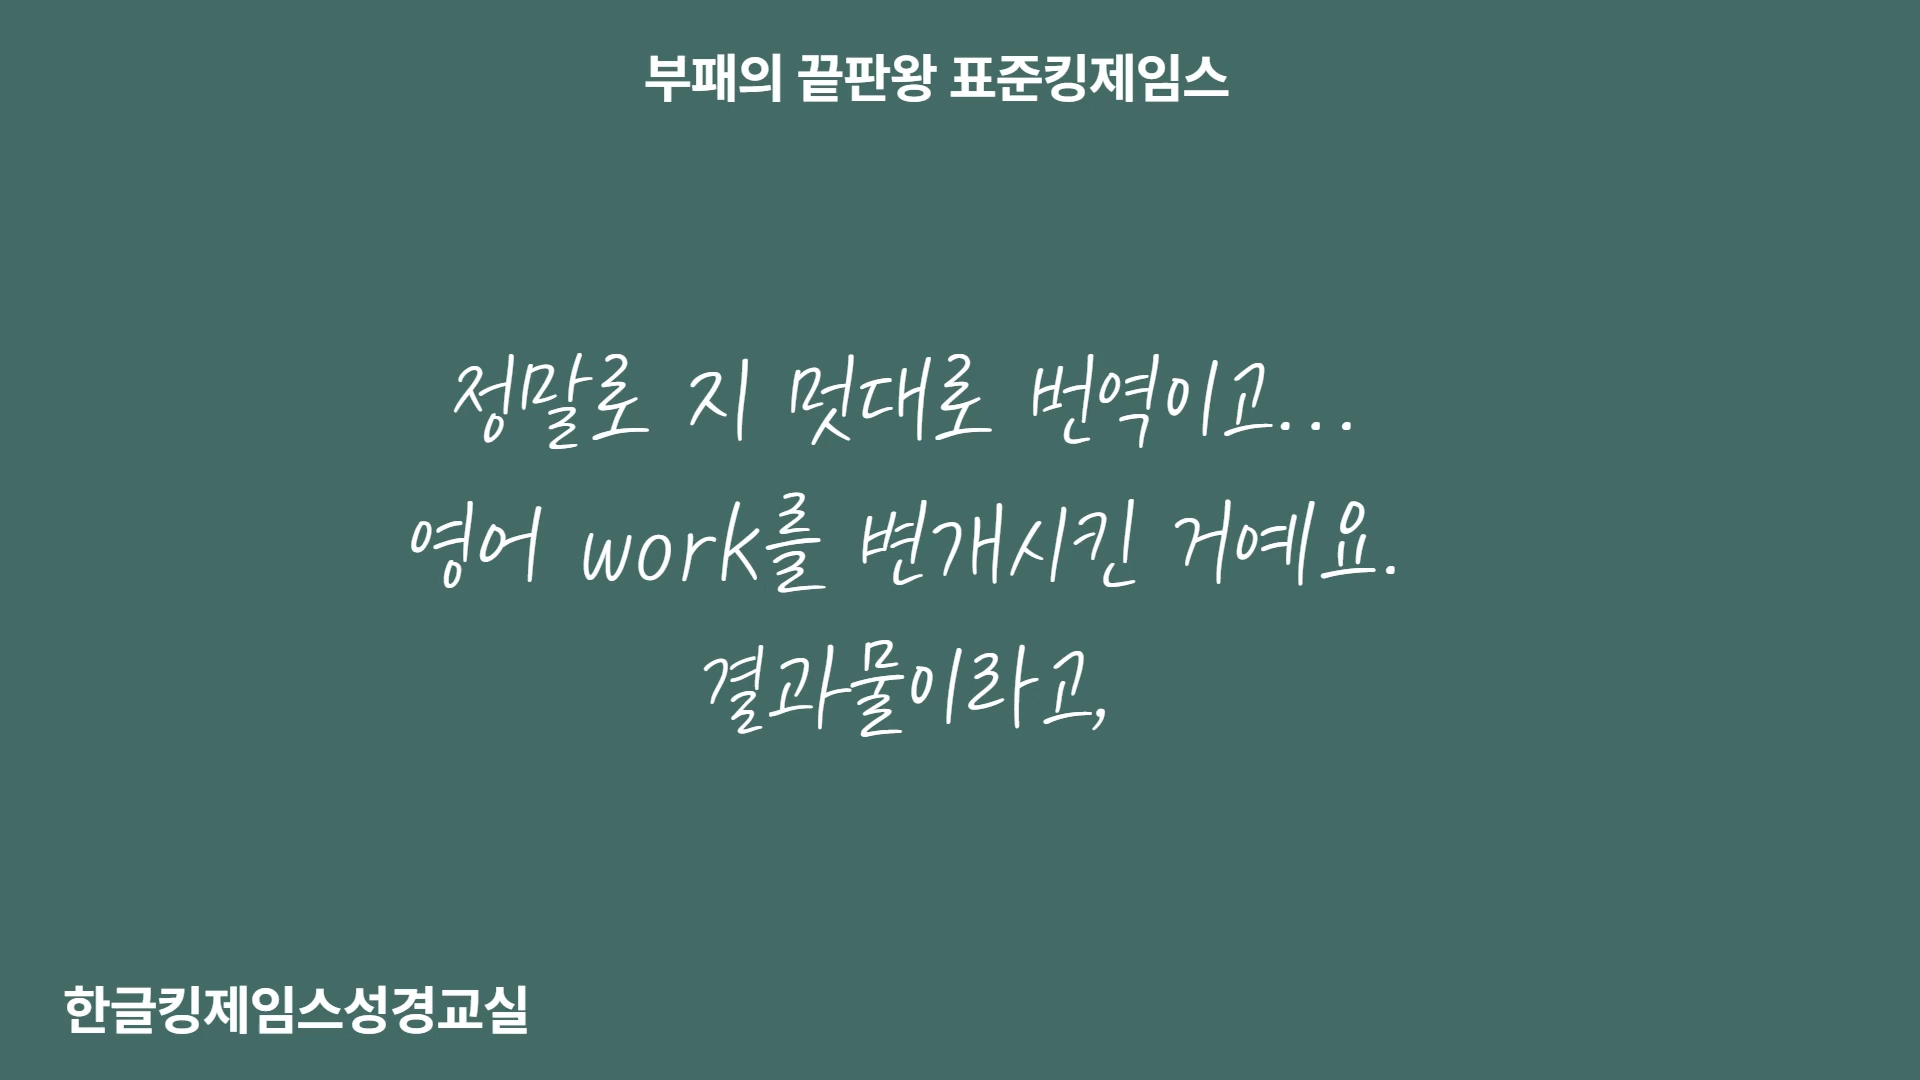 부패의 끝판왕 표준킹제임스
정말로 지 멋대로 번역이고...
영어 work를 변개시킨 거예요.
결과물이라고,
한글킹제임스성경교실